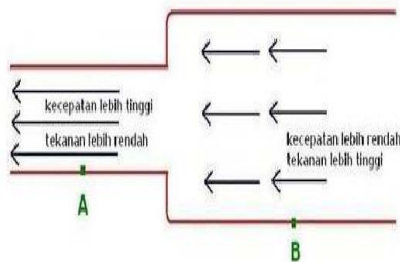 kecepatan lebih tinggi
tekanan lebih rendah
A
kecepatan lebih rendah
tekanan lebih tinggi
B